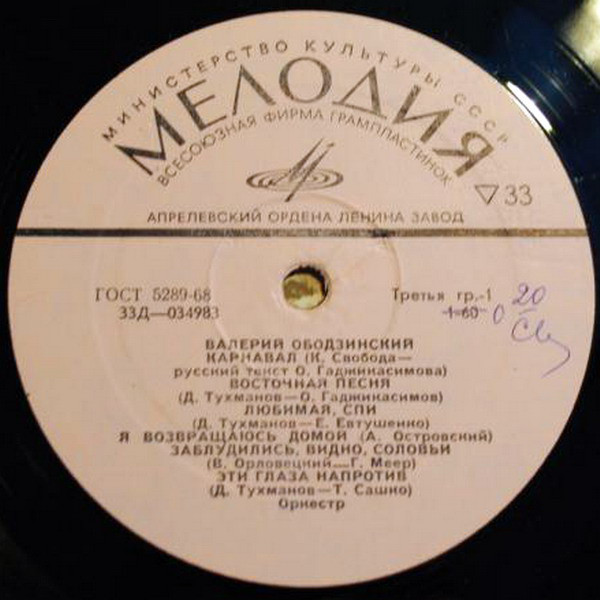 МИНИСТЕРСТВО КУЛЬТУРЫ СССР
МЕЛОДИЯ
ВСЕСОЮЗНАЯ ФИРМА ГРАМПЛАСТИНОК
▽33
АПРЕЛЕВСКИЙ ОРДЕНА ЛЕНИНА ЗАВОД
ГОСТ 5289-68
33Д—034983
Третья гр.-1
1-60
0 20
ВАЛЕРИЙ ОБОДЗИНСКИЙ
КАРНАВАЛ (К. Свобода—
русский текст О. Гаджикасимова)
ВОСТОЧНАЯ ПЕСНЯ
(Д. Тухманов—О. Гаджикасимов)
ЛЮБИМАЯ, СПИ
(Д. Тухманов—Е. Евтушенко)
Я ВОЗВРАЩАЮСЬ ДОМОЙ (А. Островский)
ЗАБЛУДИЛИСЬ, ВИДНО, СОЛОВЬИ
(В. Орловецкий—Г. Меер)
ЭТИ ГЛАЗА НАПРОТИВ
(Д. Тухманов—Т. Сашко)
Оркестр